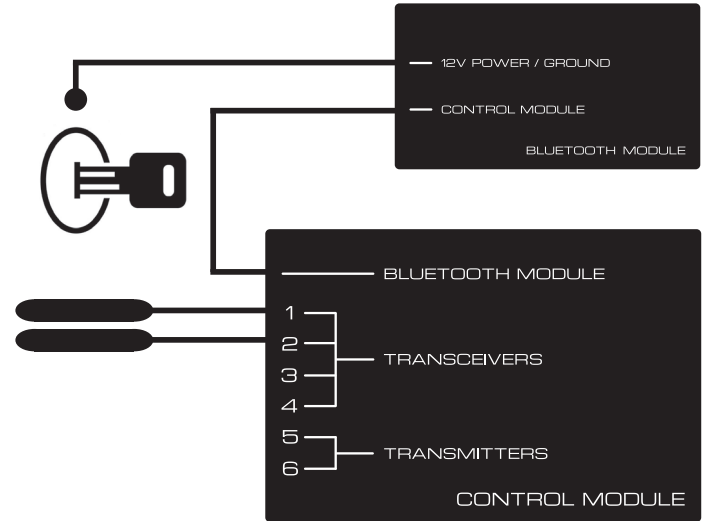 12V POWER / GROUND
CONTROL MODULE
BLUETOOTH MODULE
BLUETOOTH MODULE
1
2
TRANSCEIVERS
3
4
5
TRANSMITTERS
6
CONTROL MODULE